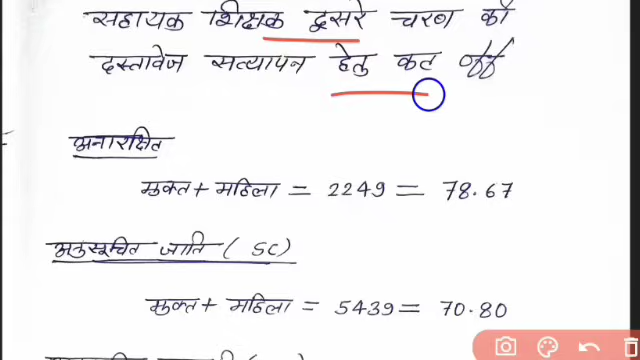 सहायक शिक्षक दूसरे चरण की
दस्तावेज सत्यापन हेतु कट ऑफ
अनारक्षित
मुक्त + महिला = 2249 = 78.67
अनुसूचित जाति ( SC)
मुक्त + महिला = 5439 = 70.80